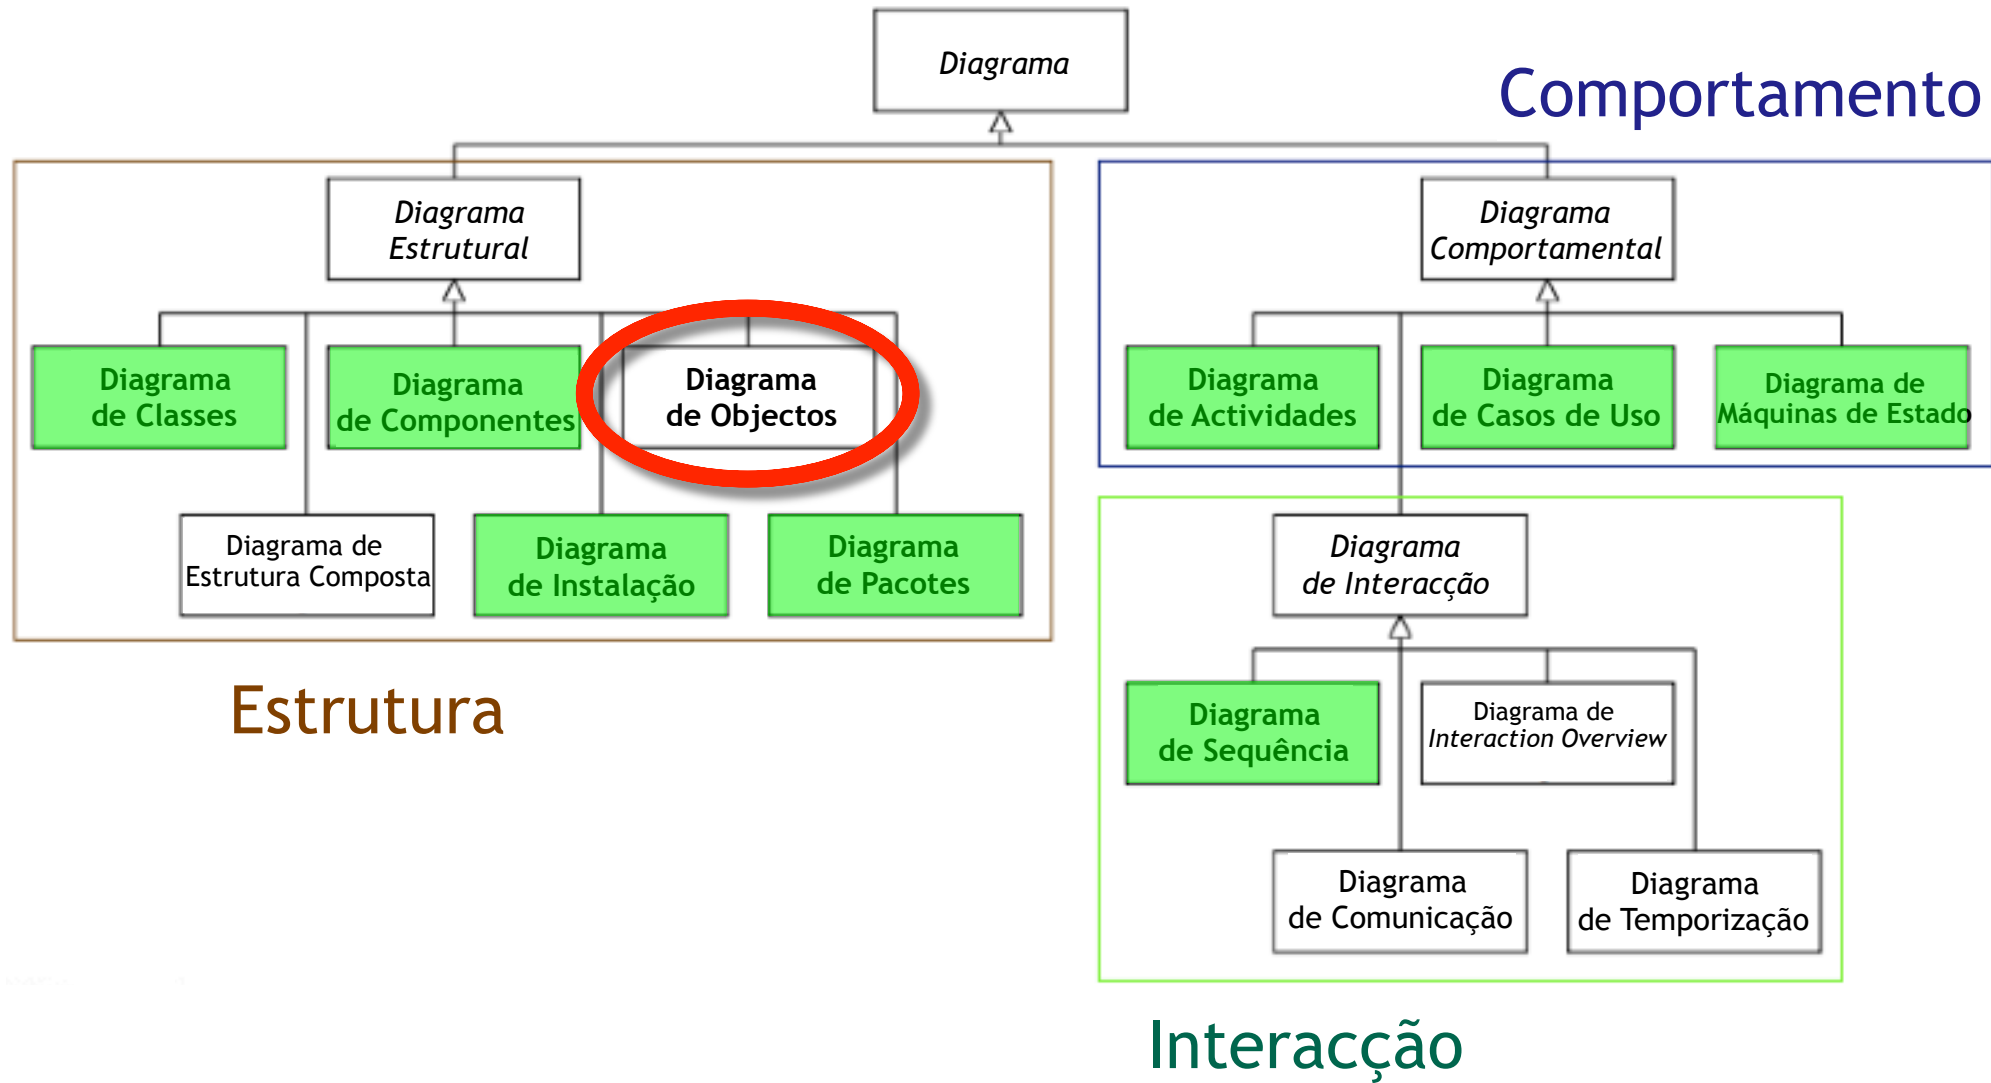 Diagrama
Comportamento
Diagrama
Estrutural
Diagrama
Comportamental
Diagrama
de Classes
Diagrama
de Componentes
Diagrama
de Objectos
Diagrama
de Actividades
Diagrama
de Casos de Uso
Diagrama de
Máquinas de Estado
Diagrama de
Estrutura Composta
Diagrama
de Instalação
Diagrama
de Pacotes
Diagrama
de Interacção
Estrutura
Diagrama
de Sequência
Diagrama de
Interaction Overview
Diagrama
de Comunicação
Diagrama
de Temporização
Interacção